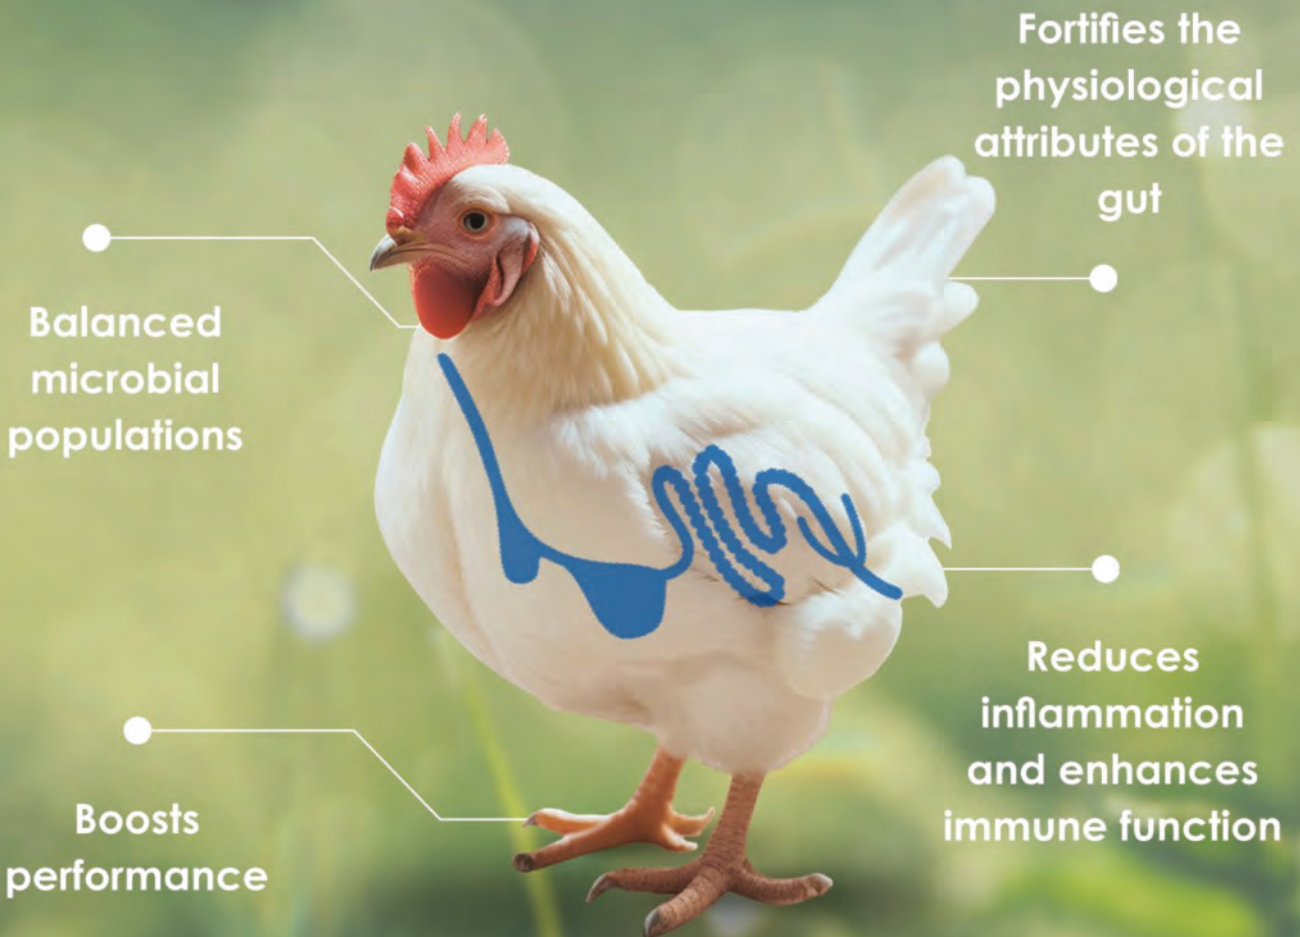 Fortifies the
physiological
attributes of the
gut
Balanced
microbial
populations
Reduces
inflammation
and enhances
immune function
Boosts
performance